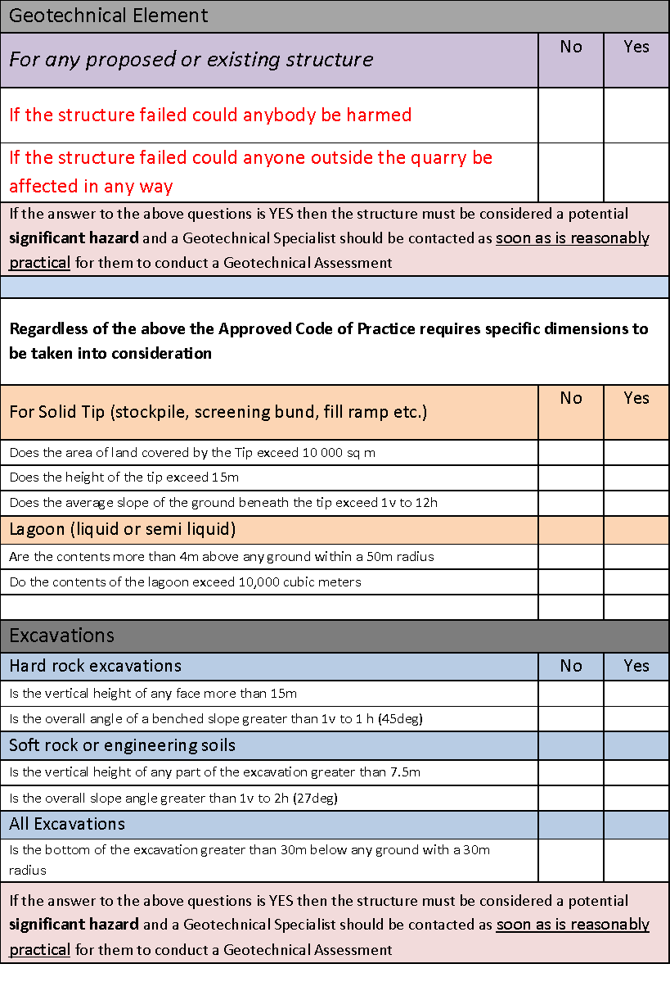 Geotechnical Element
For any proposed or existing structure
No
Yes
If the structure failed could anybody be harmed
If the structure failed could anyone outside the quarry be
affected in any way
If the answer to the above questions is YES then the structure must be considered a potential
significant hazard and a Geotechnical Specialist should be contacted as soon as is reasonably
practical for them to conduct a Geotechnical Assessment
Regardless of the above the Approved Code of Practice requires specific dimensions to
be taken into consideration
For Solid Tip (stockpile, screening bund, fill ramp etc.)
No
Yes
Does the area of land covered by the Tip exceed 10 000 sq m
Does the height of the tip exceed 15m
Does the average slope of the ground beneath the tip exceed 1v to 12h
Lagoon (liquid or semi liquid)
Are the contents more than 4m above any ground within a 50m radius
Do the contents of the lagoon exceed 10,000 cubic meters
Excavations
Hard rock excavations
No
Yes
Is the vertical height of any face more than 15m
Is the overall angle of a benched slope greater than 1v to 1 h (45deg)
Soft rock or engineering soils
Is the vertical height of any part of the excavation greater than 7.5m
Is the overall slope angle greater than 1v to 2h (27deg)
All Excavations
Is the bottom of the excavation greater than 30m below any ground with a 30m
radius
If the answer to the above questions is YES then the structure must be considered a potential
significant hazard and a Geotechnical Specialist should be contacted as soon as is reasonably
practical for them to conduct a Geotechnical Assessment